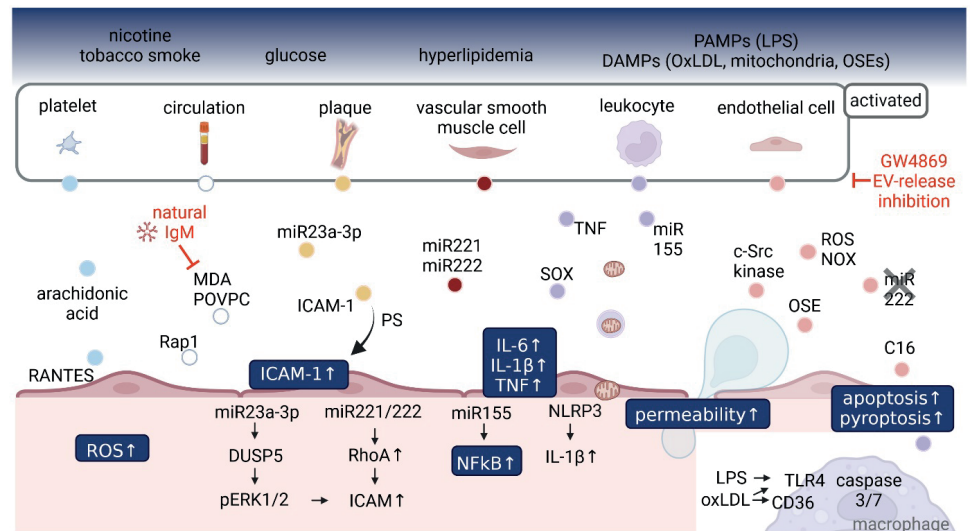 nicotine
tobacco smoke
glucose
hyperlipidemia
PAMPs (LPS)
DAMPs (OxLDL, mitochondria, OSEs)
platelet
circulation
plaque
vascular smooth
muscle cell
leukocyte
endothelial cell
activated
GW4869
EV-release
inhibition
natural
IgM
miR23a-3p
miR221
miR222
TNF
miR
155
c-Src
kinase
ROS
NOX
miR
222
arachidonic
acid
MDA
POVPC
ICAM-1
PS
SOX
OSE
Rap1
C16
RANTES
ICAM-1↑
IL-6↑
IL-1β↑
TNF↑
permeability↑
apoptosis↑
pyroptosis↑
miR23a-3p
miR221/222
miR155
NLRP3
ROS↑
DUSP5
RhoA↑
NFkB↑
IL-1β↑
pERK1/2 → ICAM↑
LPS → TLR4
oxLDL → CD36
caspase
3/7
macrophage